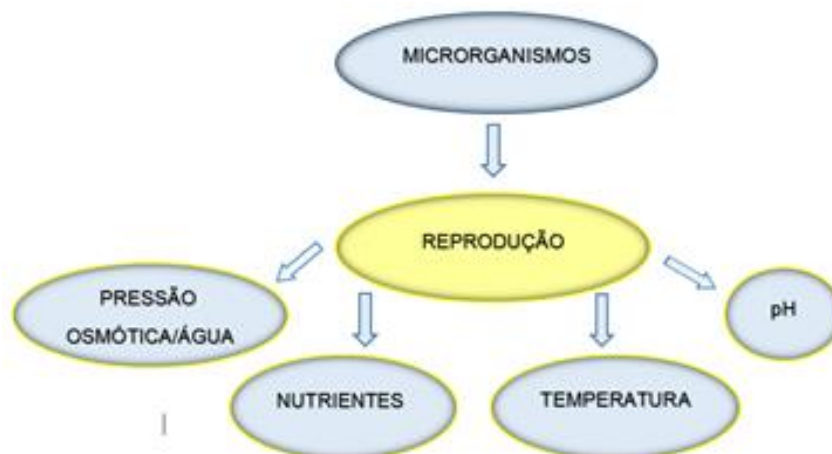 MICRORGANISMOS
REPRODUÇÃO
PRESSÃO
OSMÓTICA/ÁGUA
pH
NUTRIENTES
TEMPERATURA